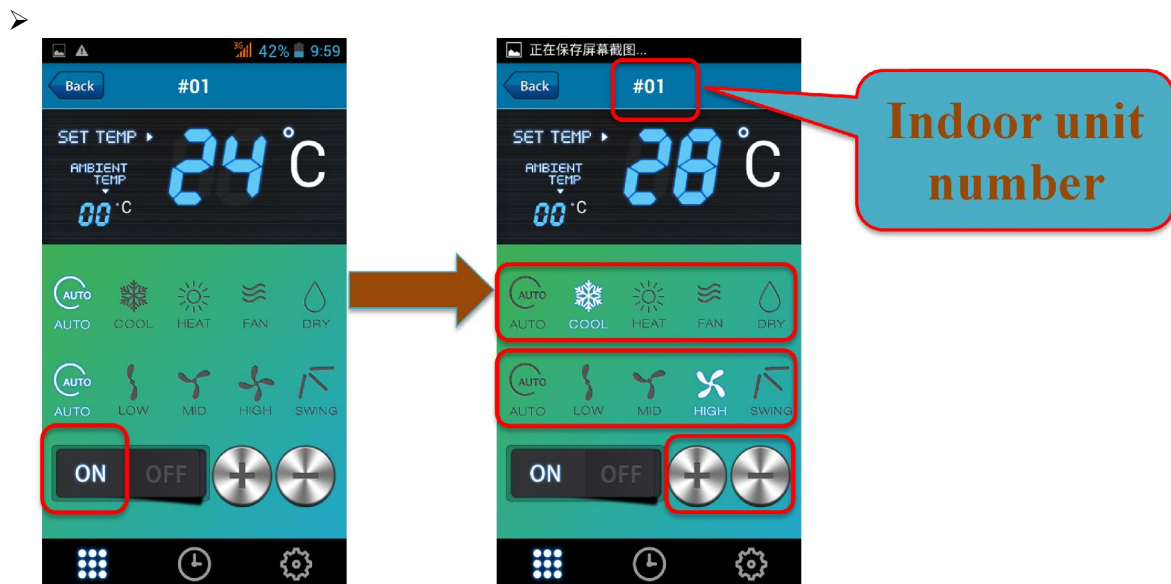 ➢
3G 42% 9:59
Back #01
SET TEMP 24 °C
AMBIENT
TEMP
00 °C
AUTO
AUTO COOL HEAT FAN DRY
AUTO
AUTO LOW MID HIGH SWING
ON OFF + −
正在保存屏幕截图...
Back #01
SET TEMP 28 °C
AMBIENT
TEMP
00 °C
AUTO
AUTO COOL HEAT FAN DRY
AUTO
AUTO LOW MID HIGH SWING
ON OFF + −
Indoor unit
number